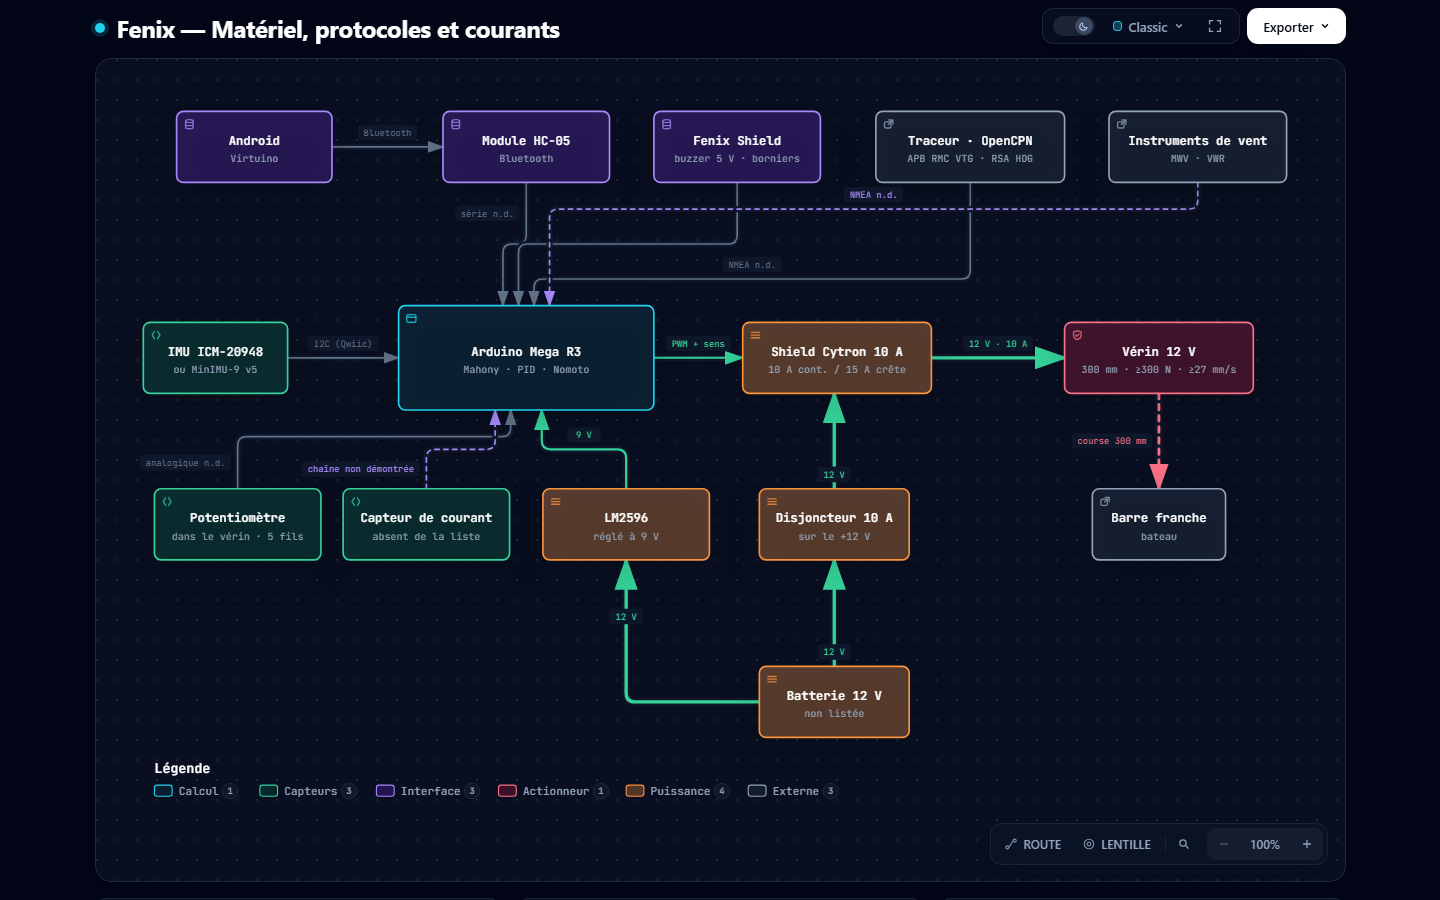 Fenix — Matériel, protocoles et courants
Classic
Exporter
Android
Virtuino
Bluetooth
Module HC-05
Bluetooth
Fenix Shield
buzzer 5 V · borniers
Traceur · OpenCPN
APB RMC VTG · RSA HDG
Instruments de vent
MWV · VWR
NMEA n.d.
série n.d.
NMEA n.d.
IMU ICM-20948
ou MinIMU-9 v5
I2C (Qwiic)
Arduino Mega R3
Mahony · PID · Nomoto
PWM + sens
Shield Cytron 10 A
10 A cont. / 15 A crête
12 V · 10 A
Vérin 12 V
300 mm · ≥300 N · ≥27 mm/s
9 V
course 300 mm
analogique n.d.
chaîne non démontrée
12 V
Potentiomètre
dans le vérin · 5 fils
Capteur de courant
absent de la liste
LM2596
réglé à 9 V
Disjoncteur 10 A
sur le +12 V
Barre franche
bateau
12 V
12 V
Batterie 12 V
non listée
Légende
Calcul 1
Capteurs 3
Interface 3
Actionneur 1
Puissance 4
Externe 3
ROUTE
LENTILLE
− 100% +